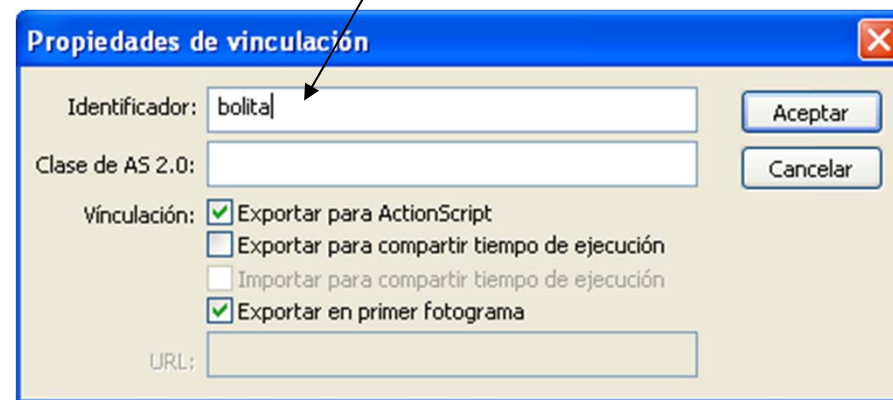 Propiedades de vinculación
Identificador: bolita
Aceptar
Clase de AS 2.0:
Cancelar
Vínculación: Exportar para ActionScript
Exportar para compartir tiempo de ejecución
Importar para compartir tiempo de ejecución
Exportar en primer fotograma
URL: